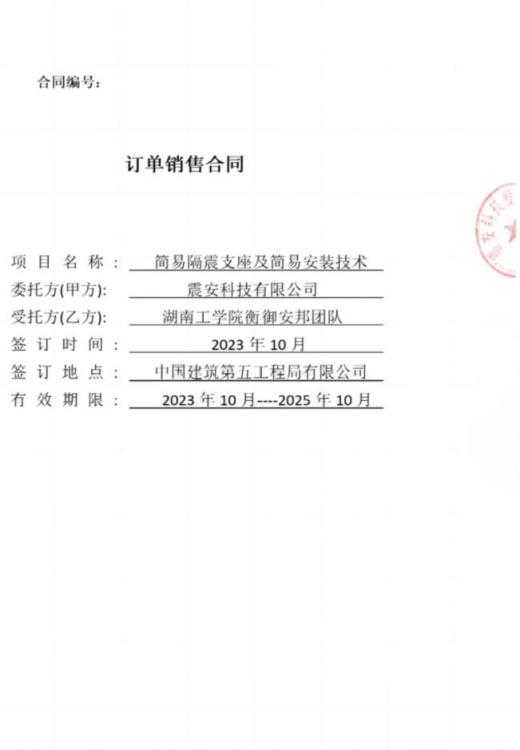 合同编号：
订单销售合同
项目名称： 简易隔震支座及简易安装技术
委托方(甲方)： 震安科技有限公司
受托方(乙方)： 湖南工学院衡御安邦团队
签订时间： 2023 年 10 月
签订地点： 中国建筑第五工程局有限公司
有效期限： 2023 年 10 月----2025 年 10 月